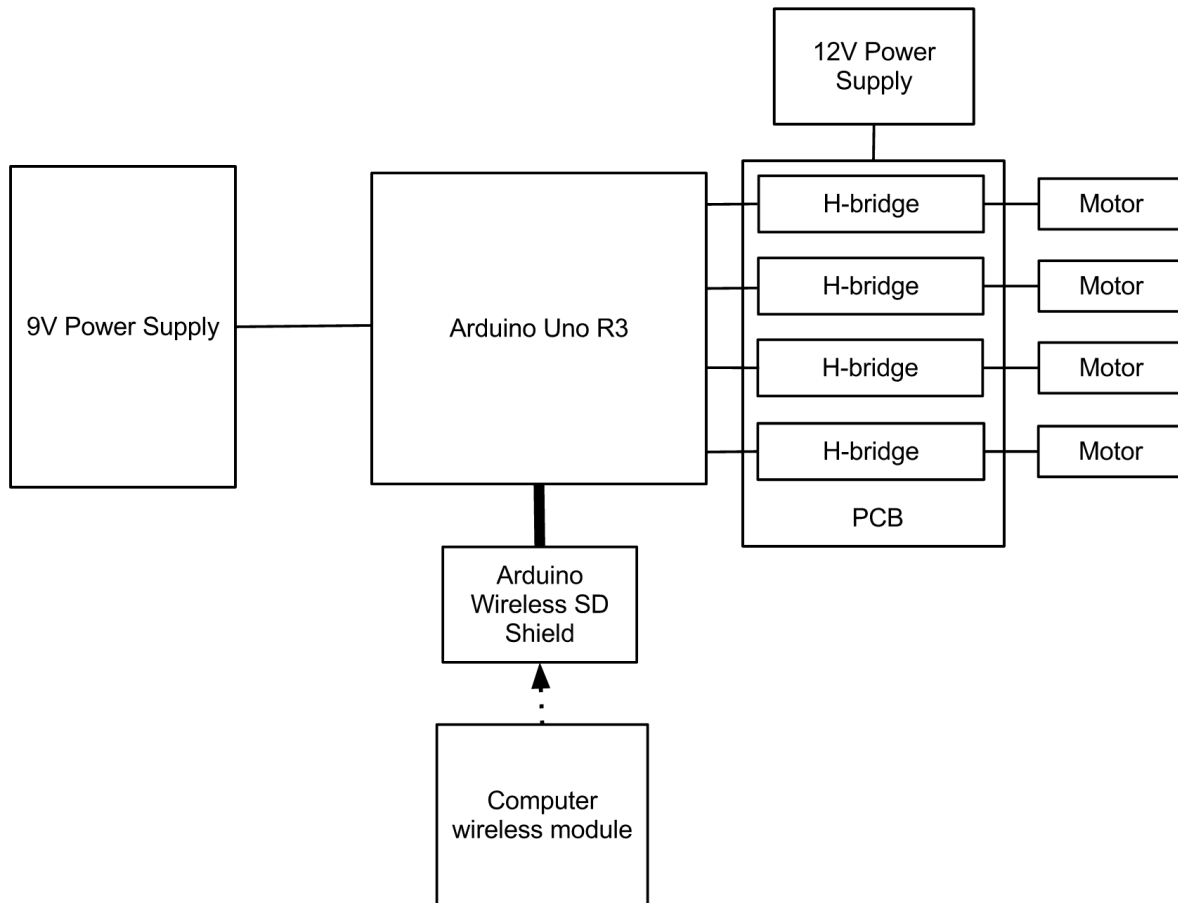 12V Power
Supply
9V Power Supply
Arduino Uno R3
H-bridge
Motor
H-bridge
Motor
H-bridge
Motor
H-bridge
Motor
PCB
Arduino
Wireless SD
Shield
Computer
wireless module